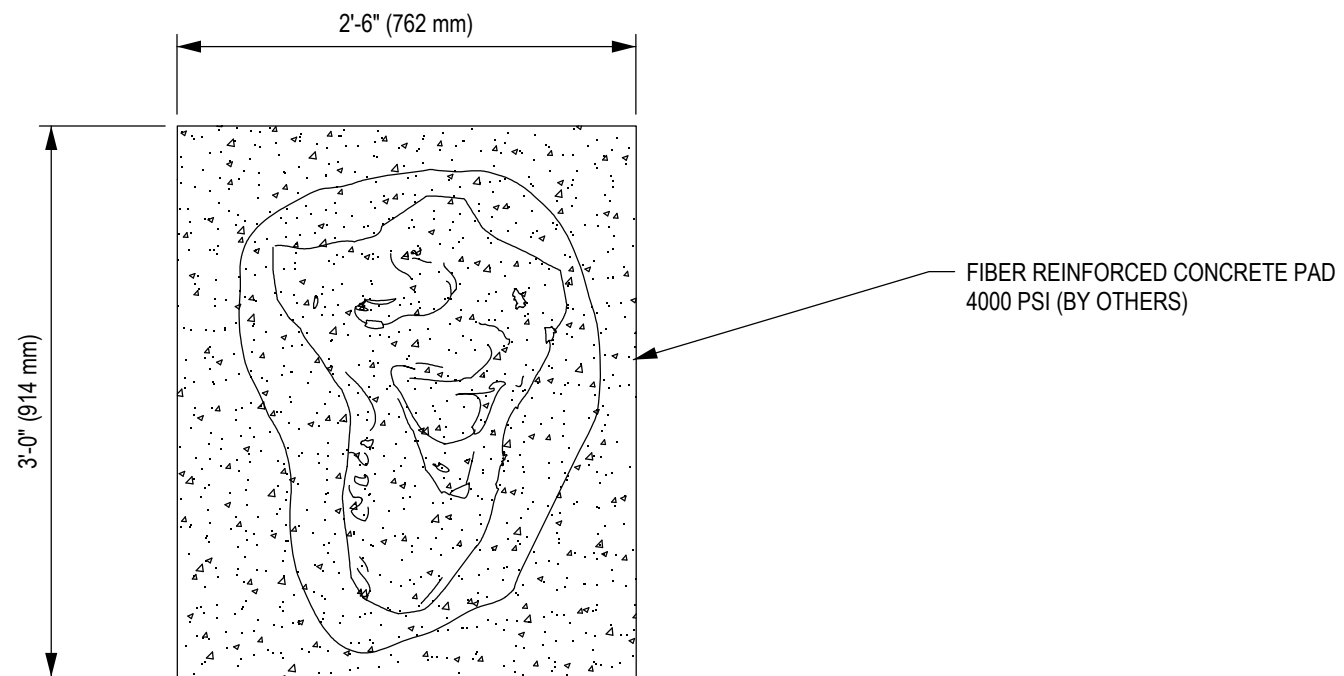 2'-6" (762 mm)
3'-0" (914 mm)
FIBER REINFORCED CONCRETE PAD
4000 PSI (BY OTHERS)